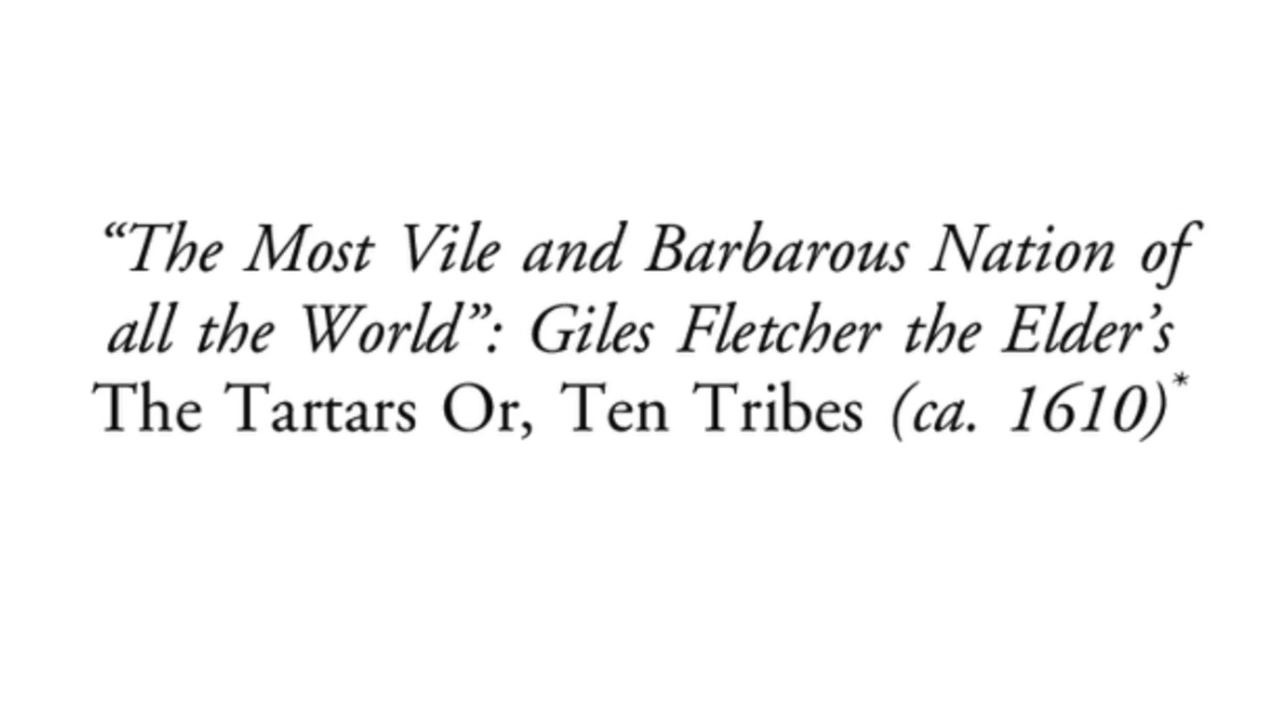 “The Most Vile and Barbarous Nation of
all the World”: Giles Fletcher the Elder’s
The Tartars Or, Ten Tribes (ca. 1610)*